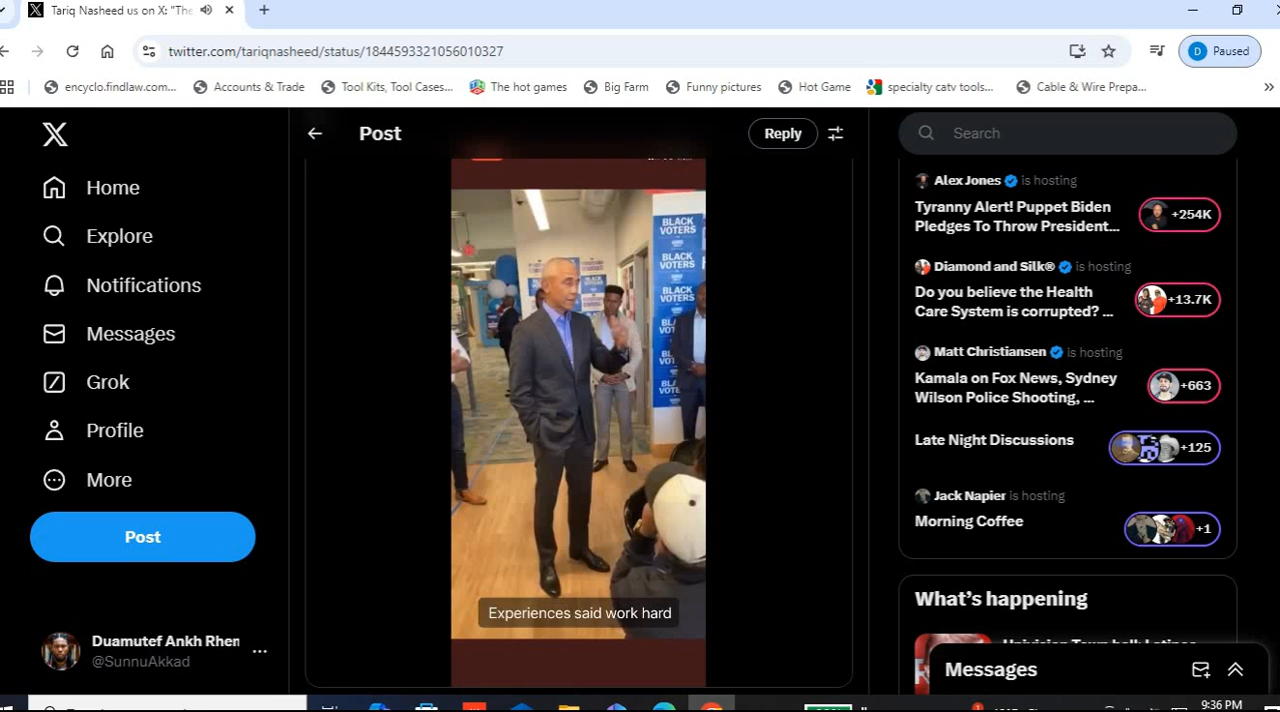 Tariq Nasheed us on X: "The
twitter.com/tariqnasheed/status/1844593321056010327
D Paused
encyclo.findlaw.com...
Accounts & Trade
Tool Kits, Tool Cases...
The hot games
Big Farm
Funny pictures
Hot Game
specialty catv tools...
Cable & Wire Prepa...
Home
Explore
Notifications
Messages
Grok
Profile
More
Post
Duamutef Ankh Rhem
@SunnuAkkad
Post
Reply
BLACK
VOTERS
BLACK
VOTERS
BLACK
VOTERS
Experiences said work hard
Search
Alex Jones is hosting
Tyranny Alert! Puppet Biden
Pledges To Throw President...
+254K
Diamond and Silk® is hosting
Do you believe the Health
Care System is corrupted? ...
+13.7K
Matt Christiansen is hosting
Kamala on Fox News, Sydney
Wilson Police Shooting, ...
+663
Late Night Discussions
+125
Jack Napier is hosting
Morning Coffee
+1
What's happening
Messages
9:36 PM